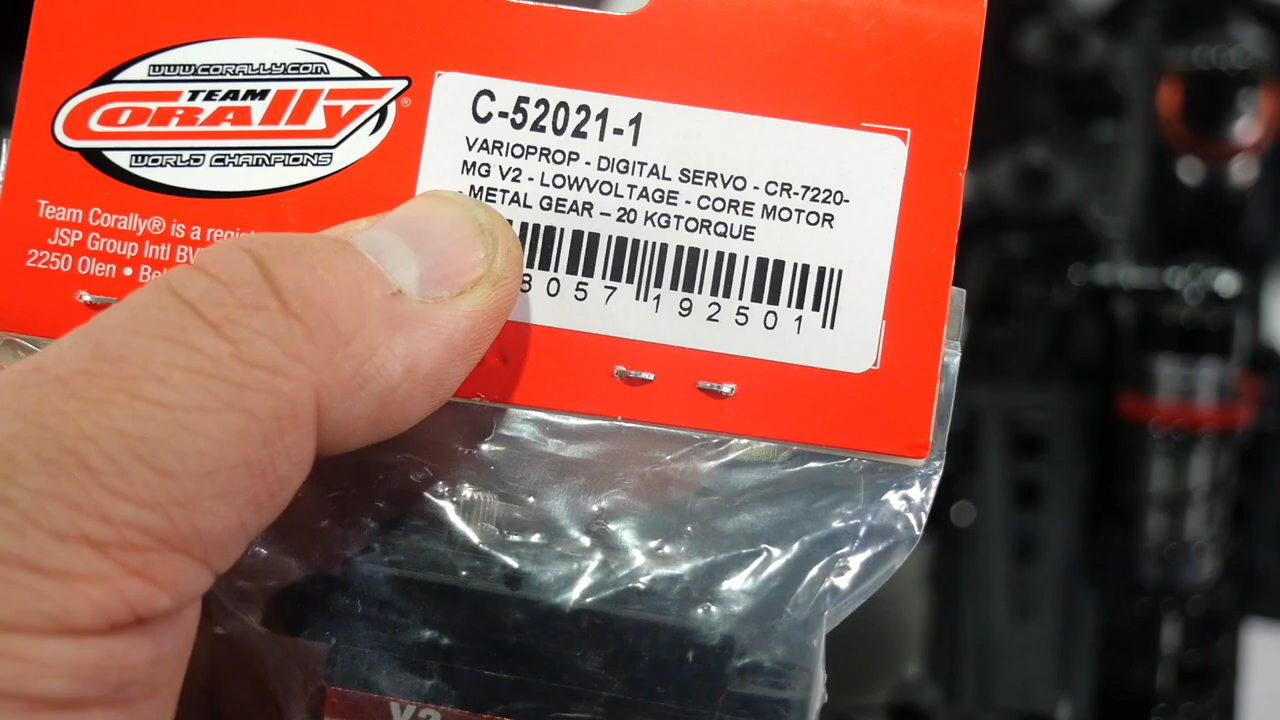 WWW.CORALLY.COM
TEAM
CORALLY®
WORLD CHAMPIONS
Team Corally® is a regi
JSP Group Intl BV
2250 Olen • Be
C-52021-1
VARIOPROP - DIGITAL SERVO - CR-7220-
MG V2 - LOWVOLTAGE - CORE MOTOR
- METAL GEAR – 20 KGTORQUE
8057 192501
V2